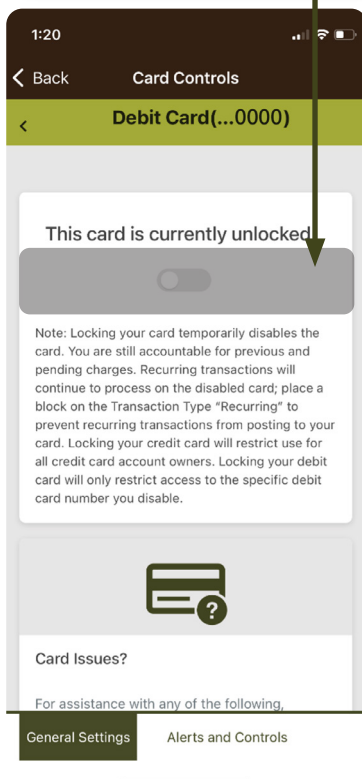 1:20
Back Card Controls
Debit Card(...0000)
This card is currently unlocked
Note: Locking your card temporarily disables the
card. You are still accountable for previous and
pending charges. Recurring transactions will
continue to process on the disabled card; place a
block on the Transaction Type “Recurring” to
prevent recurring transactions from posting to your
card. Locking your credit card will restrict use for
all credit card account owners. Locking your debit
card will only restrict access to the specific debit
card number you disable.
?
Card Issues?
For assistance with any of the following,
General Settings Alerts and Controls